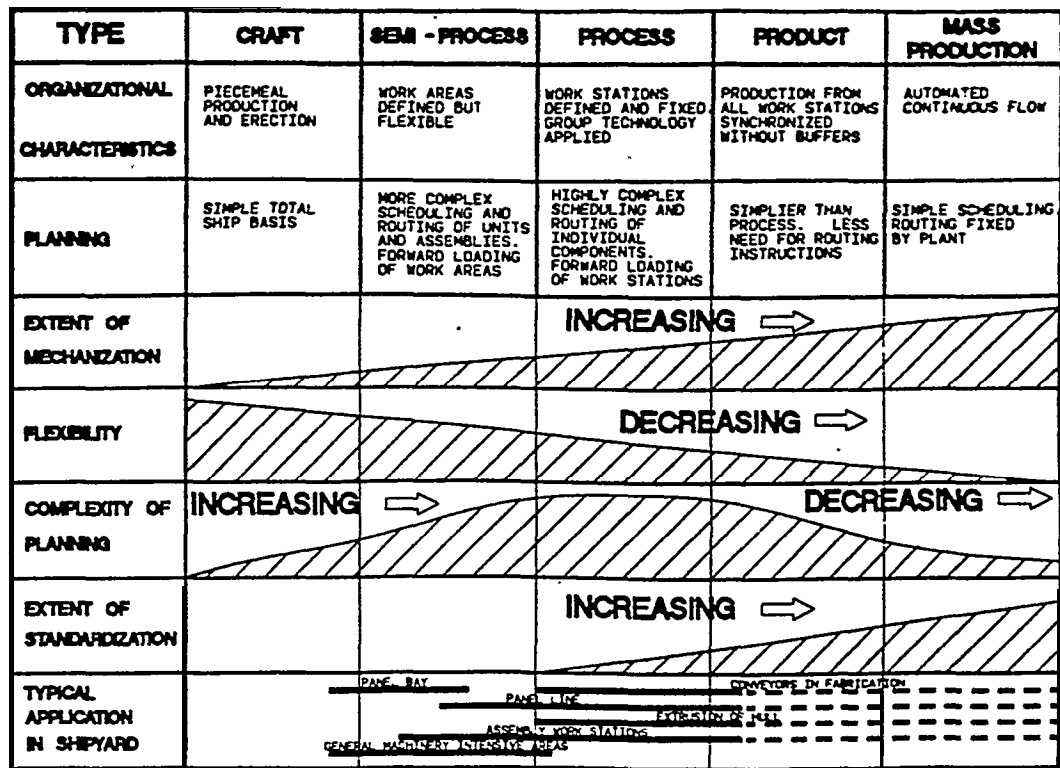 TYPE
CRAFT
SEMI - PROCESS
PROCESS
PRODUCT
MASS
PRODUCTION
ORGANIZATIONAL
CHARACTERISTICS
PIECEMEAL
PRODUCTION
AND ERECTION
WORK AREAS
DEFINED BUT
FLEXIBLE
WORK STATIONS
DEFINED AND FIXED
GROUP TECHNOLOGY
APPLIED
PRODUCTION FROM
ALL WORK STATIONS
SYNCHRONIZED
WITHOUT BUFFERS
AUTOMATED
CONTINUOUS FLOW
PLANNING
SIMPLE TOTAL
SHIP BASIS
MORE COMPLEX
SCHEDULING AND
ROUTING OF UNITS
AND ASSEMBLIES.
FORWARD LOADING
OF WORK AREAS
HIGHLY COMPLEX
SCHEDULING AND
ROUTING OF
INDIVIDUAL
COMPONENTS.
FORWARD LOADING
OF WORK STATIONS
SIMPLIER THAN
PROCESS. LESS
NEED FOR ROUTING
INSTRUCTIONS
SIMPLE SCHEDULING
ROUTING FIXED
BY PLANT
EXTENT OF
MECHANIZATION
INCREASING
FLEXIBILITY
DECREASING
COMPLEXITY OF
PLANNING
INCREASING
DECREASING
EXTENT OF
STANDARDIZATION
INCREASING
TYPICAL
APPLICATION
IN SHIPYARD
PANEL BAY
CONVEYORS IN FABRICATION
PANEL LINE
EXTRUSION OF HULL
ASSEMBLY WORK STATIONS
GENERAL MACHINERY INTENSIVE AREAS